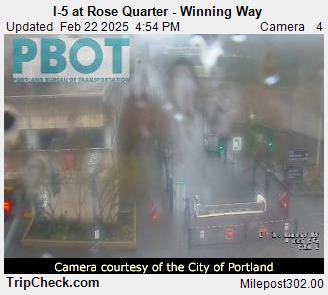 I-5 at Rose Quarter - Winning Way
Updated Feb 22 2025 4:54 PM Camera 4
PBOT
PORTLAND BUREAU OF TRANSPORTATION
Camera courtesy of the City of Portland
TripCheck.com Milepost302.00